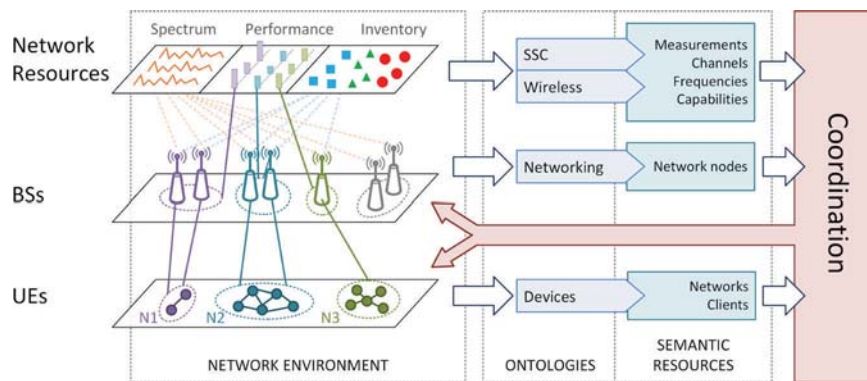 Spectrum Performance Inventory
Network
Resources
SSC
Wireless
Measurements
Channels
Frequencies
Capabilities
BSs
Networking
Network nodes
Coordination
UEs
N1
N2
N3
Devices
Networks
Clients
NETWORK ENVIRONMENT
ONTOLOGIES
SEMANTIC
RESOURCES